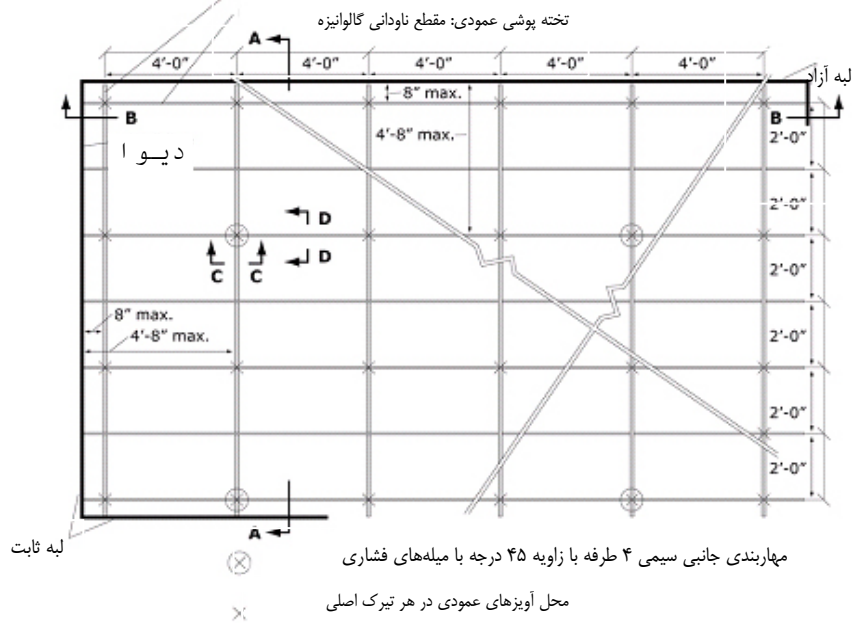 تخته پوشی عمودی: مقطع ناودانی گالوانیزه
A
4'-0" 4'-0" 4'-0" 4'-0" 4'-0"
لبه آزاد
8" max.
B B
4'-8" max.
2'-0"
دیـو ا
2'-0"
D
C C
D
2'-0"
8" max.
4'-8" max.
2'-0"
2'-0"
2'-0"
A
لبه ثابت
مهاربندی جانبی سیمی ۴ طرفه با زاویه ۴۵ درجه با میله‌های فشاری
محل آویزهای عمودی در هر تیرک اصلی